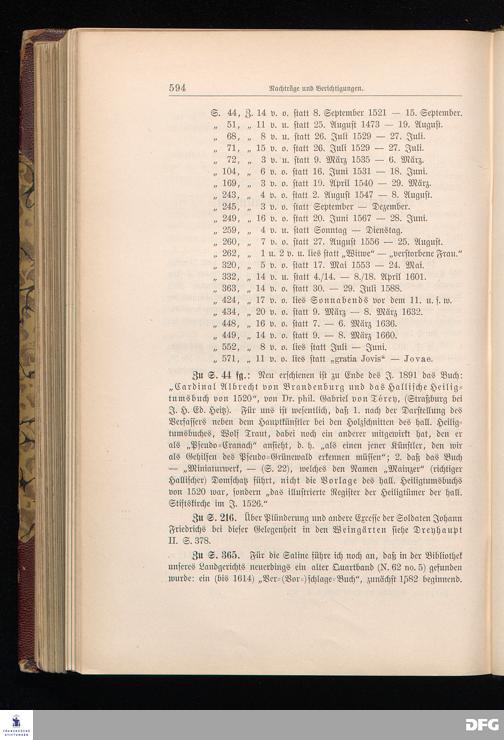 594
Nachträge und Berichtigungen.
S. 44, Z. 14 v. o. statt 8. September 1521 — 15. September.
„ 51, „ 11 v. u. statt 25. August 1473 — 19. August.
„ 68, „ 8 v. u. statt 26. Juli 1529 — 27. Juli.
„ 71, „ 15 v. o. statt 26. Juli 1529 — 27. Juli.
„ 72, „ 3 v. u. statt 9. März 1535 — 6. März.
„ 104, „ 6 v. o. statt 16. Juni 1531 — 18. Juni.
„ 169, „ 3 v. o. statt 19. April 1540 — 29. März.
„ 243, „ 4 v. o. statt 2. August 1547 — 8. August.
„ 245, „ 3 v. o. statt September — Dezember.
„ 249, „ 16 v. o. statt 20. Juni 1567 — 28. Juni.
„ 259, „ 4 v. u. statt Sonntag — Dienstag.
„ 260, „ 7 v. o. statt 27. August 1556 — 25. August.
„ 262, „ 1 u. 2 v. u. lies statt „Witwe“ — „verstorbene Frau.“
„ 320, „ 5 v. o. statt 17. Mai 1553 — 24. Mai.
„ 332, „ 14 v. u. statt 4./14. — 8./18. April 1601.
„ 363, „ 14 v. o. statt 30. — 29. Juli 1588.
„ 424, „ 17 v. o. lies Sonnabends vor dem 11. u. s. w.
„ 434, „ 20 v. o. statt 9. März — 8. März 1632.
„ 448, „ 16 v. o. statt 7. — 6. März 1636.
„ 449, „ 14 v. o. statt 9. — 8. März 1660.
„ 552, „ 8 v. o. lies statt Juli — Juni.
„ 571, „ 11 v. o. lies statt „gratia Jovis“ — Jovae.
Zu S. 44 fg.: Neu erschienen ist zu Ende des J. 1891 das Buch:
„Cardinal Albrecht von Brandenburg und das Hallische Heilig-
tumsbuch von 1520“, von Dr. phil. Gabriel von Térey, (Straßburg bei
J. H. Ed. Heitz). Für uns ist wesentlich, daß 1. nach der Darstellung des
Verfassers neben dem Hauptkünstler bei den Holzschnitten des hall. Heilig-
tumsbuches, Wolf Traut, dabei noch ein anderer mitgewirkt hat, den er
als „Pseudo-Cranach“ ansieht, d. h. „als einen jener Künstler, den wir
als Gehilfen des Pseudo-Grünewald erkennen müssen“; 2. daß das Buch
— „Miniaturwerk, — (S. 22), welches den Namen „Mainzer“ (richtiger
Hallischer) Domschatz führt, nicht die Vorlage des hall. Heiligtumsbuchs
von 1520 war, sondern „das illustrierte Register der Heiligtümer der hall.
Stiftskirche im J. 1526.“
Zu S. 216. Über Plünderung und andere Excesse der Soldaten Johann
Friedrichs bei dieser Gelegenheit in den Weingärten siehe Dreyhaupt
II. S. 378.
Zu S. 365. Für die Saline führe ich noch an, daß in der Bibliothek
unseres Landgerichts neuerdings ein alter Quartband (N. 62 no. 5) gefunden
wurde: ein (bis 1614) „Ver-(Vor-)schlage-Buch“, zunächst 1582 beginnend.
FRANCKESCHE
STIFTUNGEN
DFG